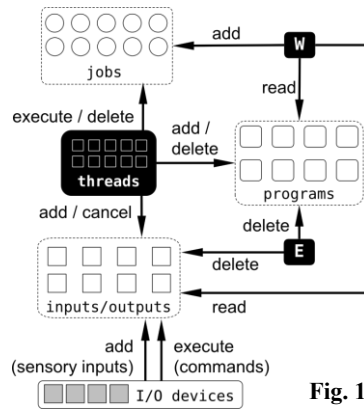 add
W
jobs
read
execute / delete
add /
delete
threads
programs
add / cancel
delete
E
delete
inputs/outputs
read
add
(sensory inputs)
execute
(commands)
I/O devices
Fig. 1